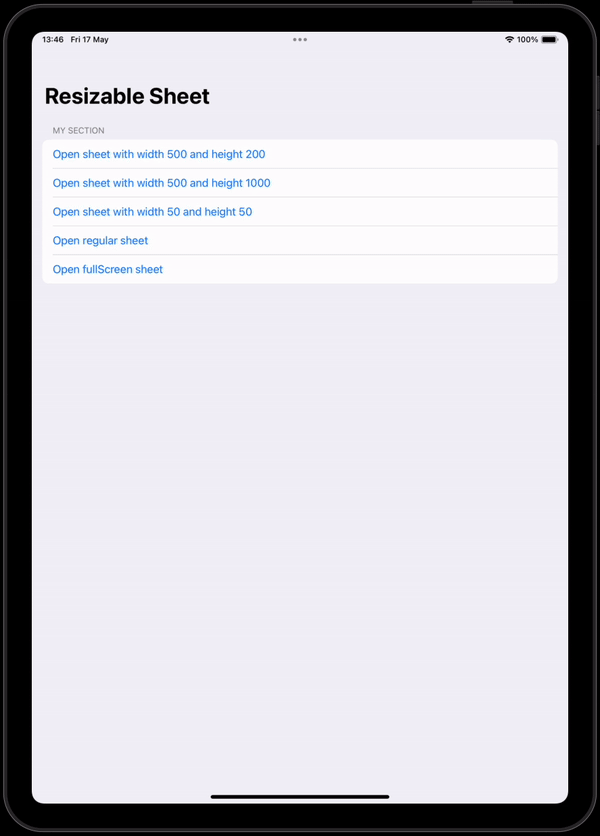 13:46 Fri 17 May 100%
Resizable Sheet
MY SECTION
Open sheet with width 500 and height 200
Open sheet with width 500 and height 1000
Open sheet with width 50 and height 50
Open regular sheet
Open fullScreen sheet